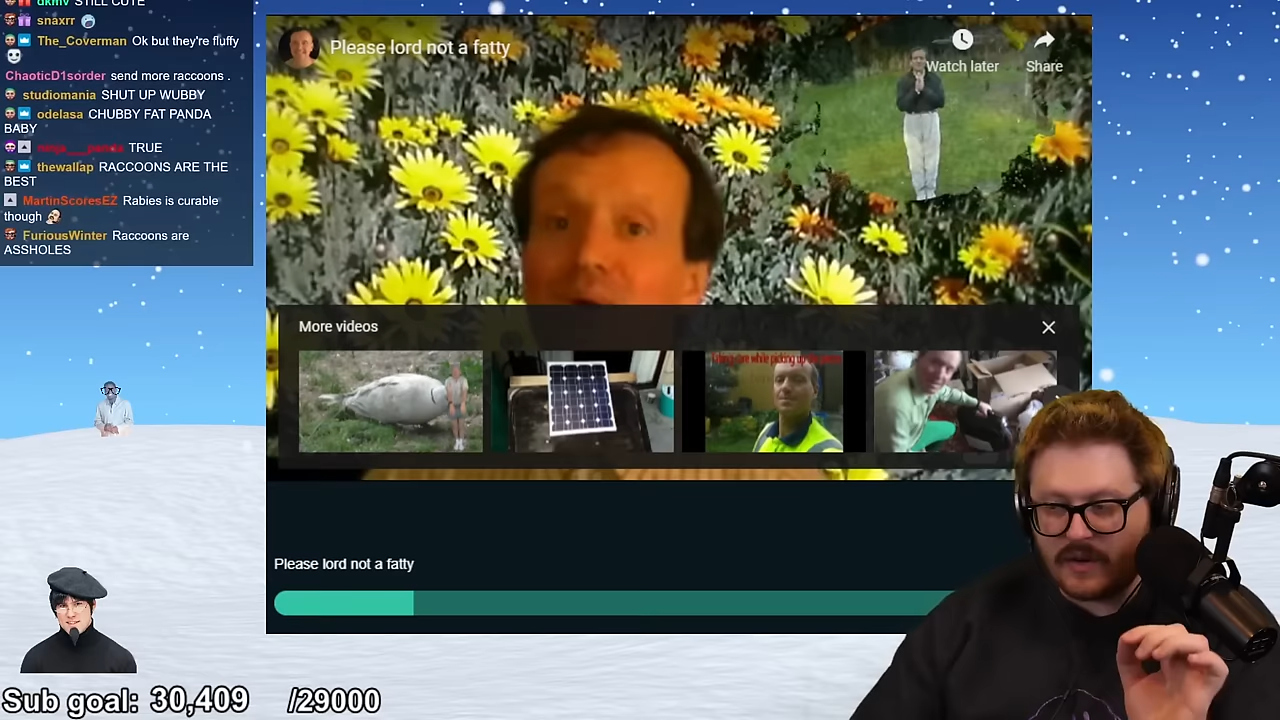 dkmv STILL CUTE
snaxrr
The_Coverman Ok but they're fluffy
ChaoticD1sorder send more raccoons .
studiomania SHUT UP WUBBY
odelasa CHUBBY FAT PANDA
BABY
TRUE
thewallap RACCOONS ARE THE
BEST
MartinScoresEZ Rabies is curable
though
FuriousWinter Raccoons are
ASSHOLES
Please lord not a fatty
Watch later
Share
More videos
Please lord not a fatty
Sub goal: 30,409 /29000